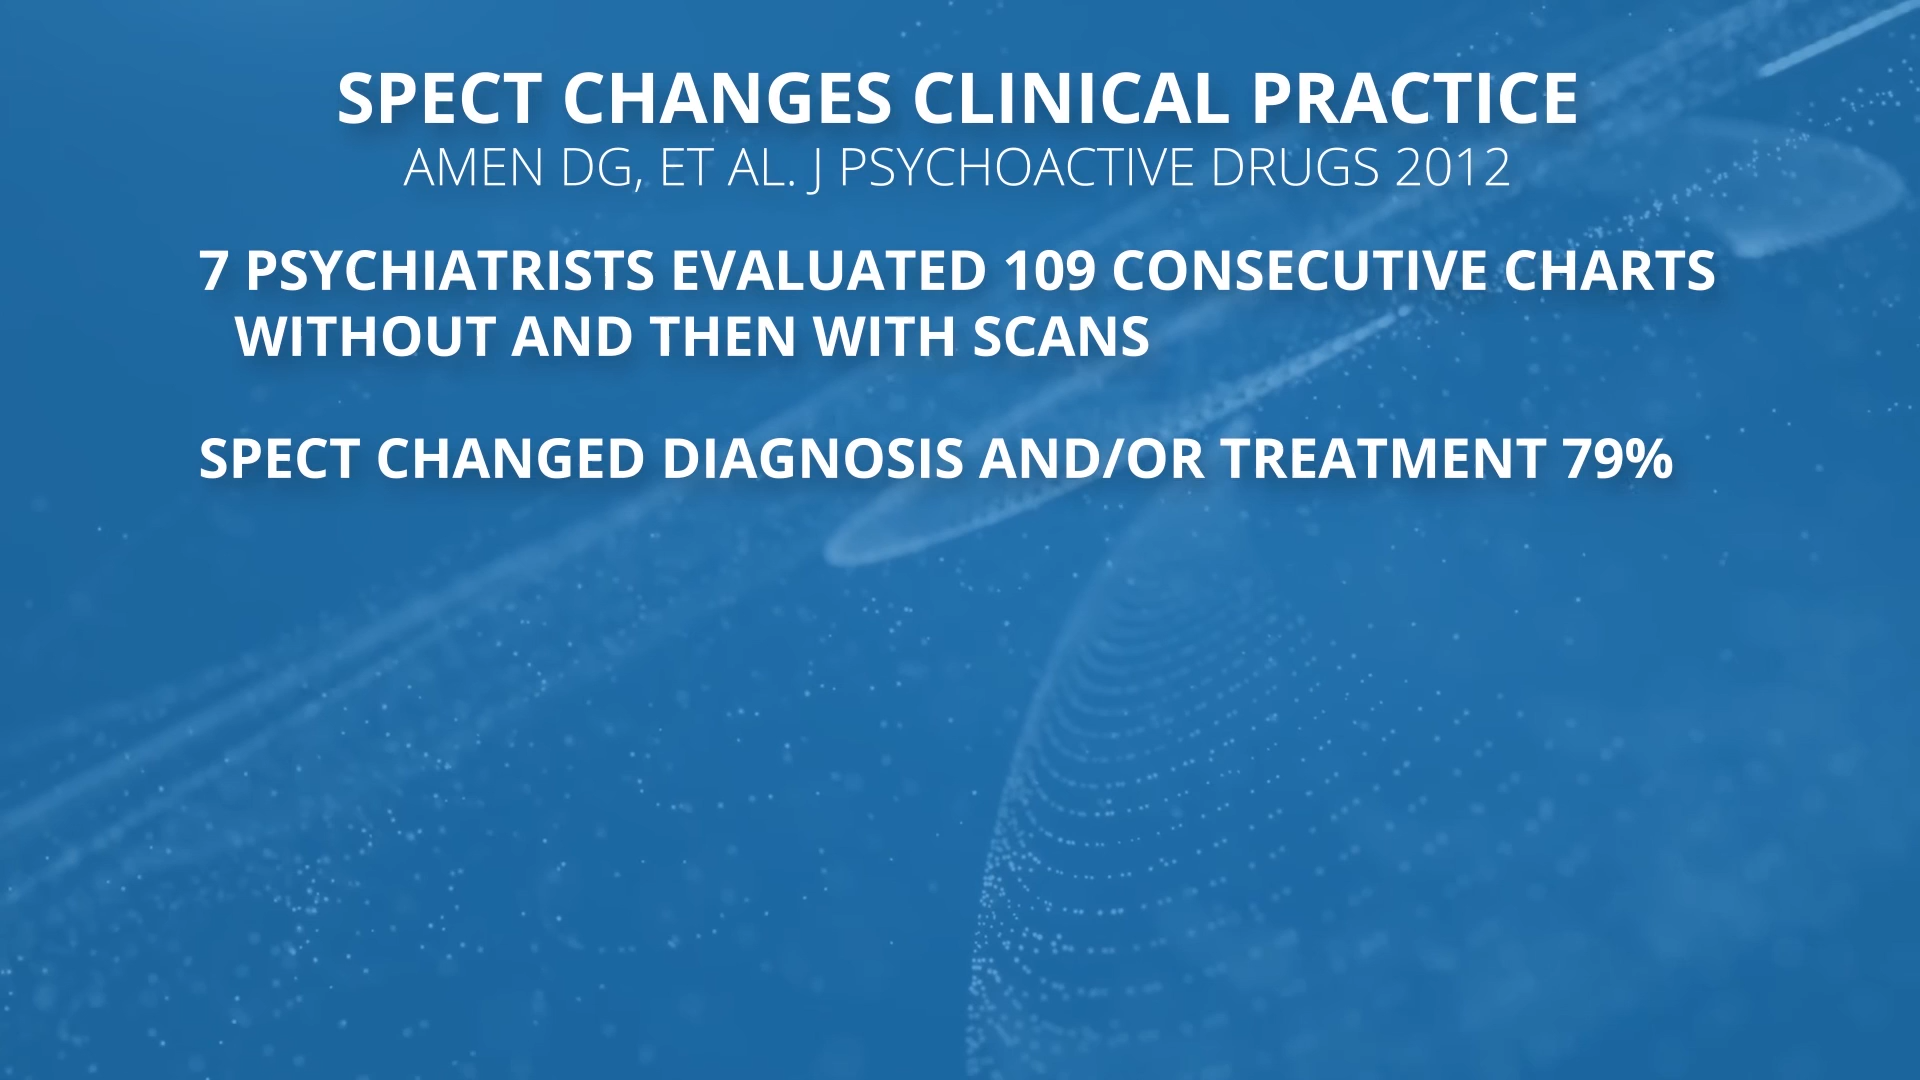 SPECT CHANGES CLINICAL PRACTICE
AMEN DG, ET AL. J PSYCHOACTIVE DRUGS 2012
7 PSYCHIATRISTS EVALUATED 109 CONSECUTIVE CHARTS
WITHOUT AND THEN WITH SCANS
SPECT CHANGED DIAGNOSIS AND/OR TREATMENT 79%